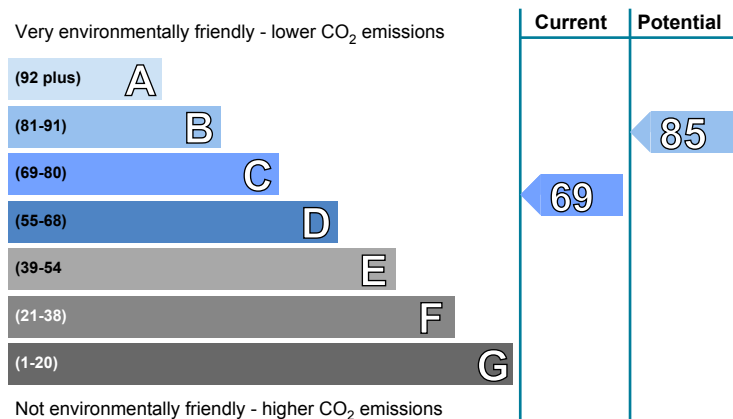 Current Potential
Very environmentally friendly - lower CO₂ emissions
(92 plus) A
(81-91) B
85
(69-80) C
69
(55-68) D
(39-54 E
(21-38) F
(1-20) G
Not environmentally friendly - higher CO₂ emissions